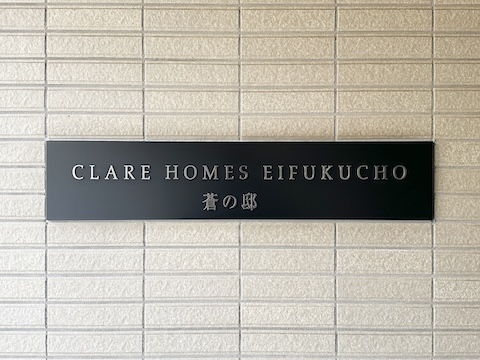 CLARE HOMES EIFUKUCHO
蒼の邸